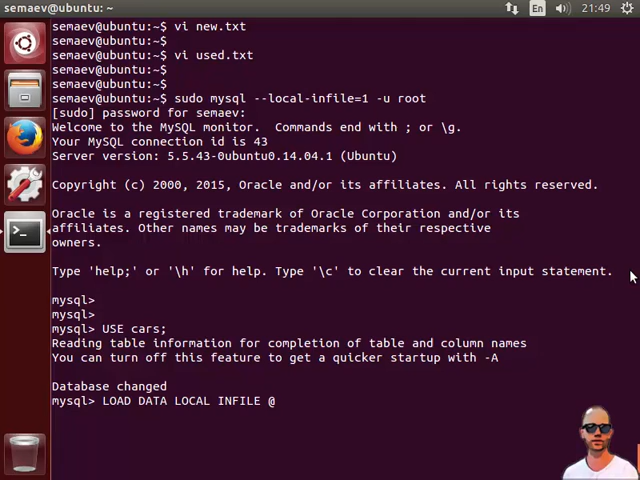 semaev@ubuntu: ~
En
21:49
semaev@ubuntu:~$ vi new.txt
semaev@ubuntu:~$
semaev@ubuntu:~$ vi used.txt
semaev@ubuntu:~$
semaev@ubuntu:~$
semaev@ubuntu:~$ sudo mysql --local-infile=1 -u root
[sudo] password for semaev:
Welcome to the MySQL monitor.  Commands end with ; or \g.
Your MySQL connection id is 43
Server version: 5.5.43-0ubuntu0.14.04.1 (Ubuntu)
Copyright (c) 2000, 2015, Oracle and/or its affiliates. All rights reserved.
Oracle is a registered trademark of Oracle Corporation and/or its
affiliates. Other names may be trademarks of their respective
owners.
Type 'help;' or '\h' for help. Type '\c' to clear the current input statement.
mysql>
mysql>
mysql> USE cars;
Reading table information for completion of table and column names
You can turn off this feature to get a quicker startup with -A
Database changed
mysql> LOAD DATA LOCAL INFILE @